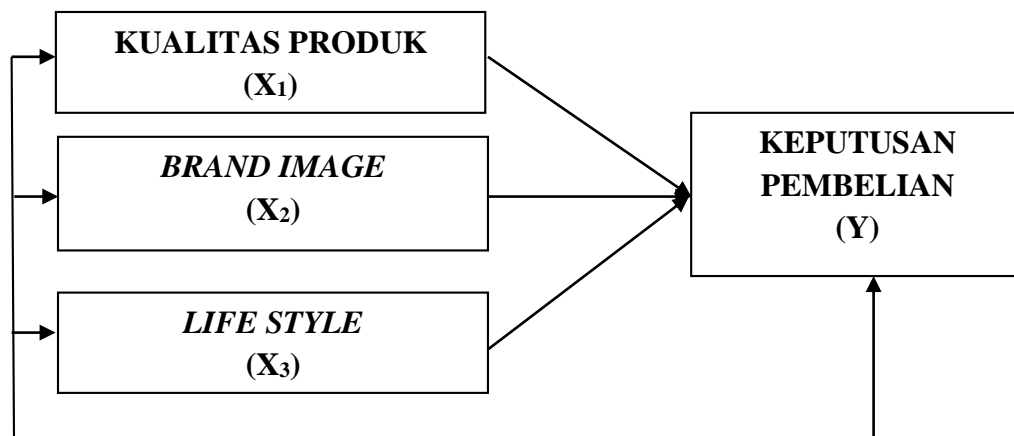 KUALITAS PRODUK
(X1)
BRAND IMAGE
(X2)
LIFE STYLE
(X3)
KEPUTUSAN
PEMBELIAN
(Y)